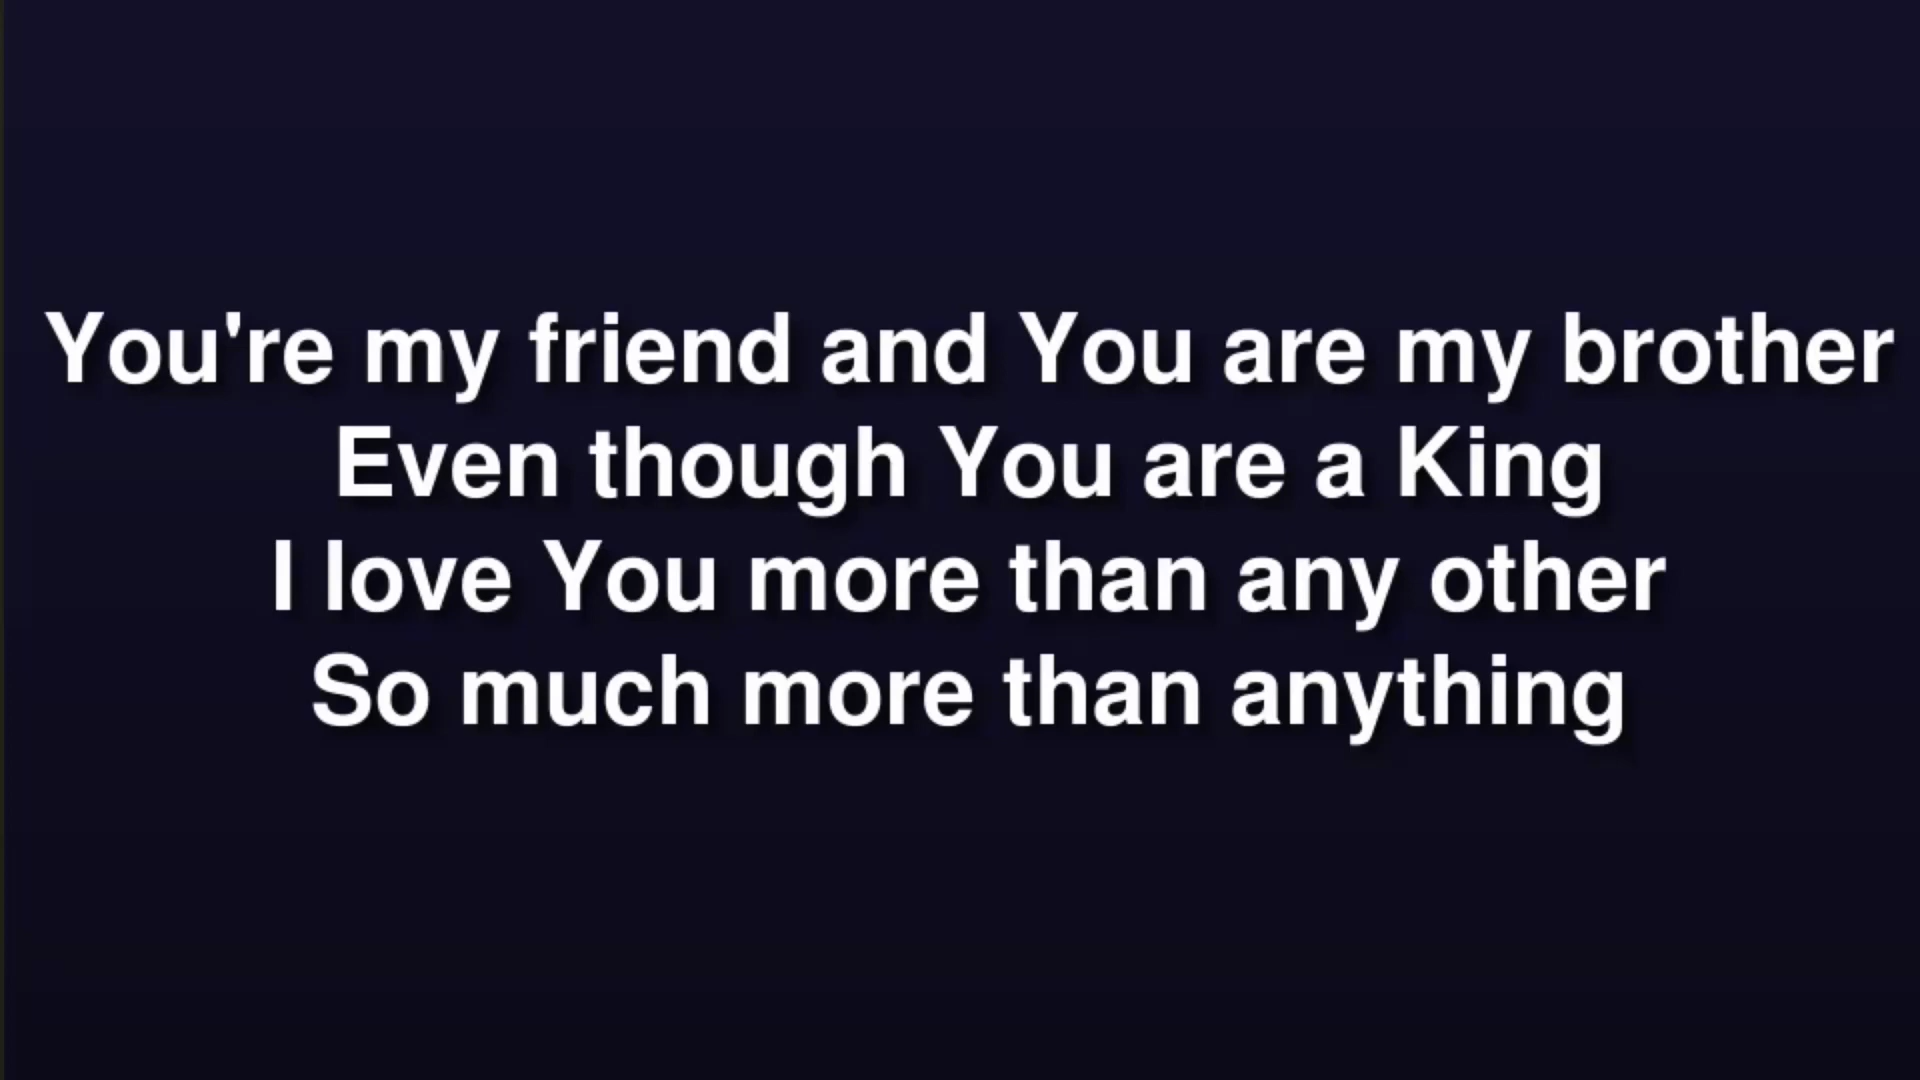 You're my friend and You are my brother
Even though You are a King
I love You more than any other
So much more than anything